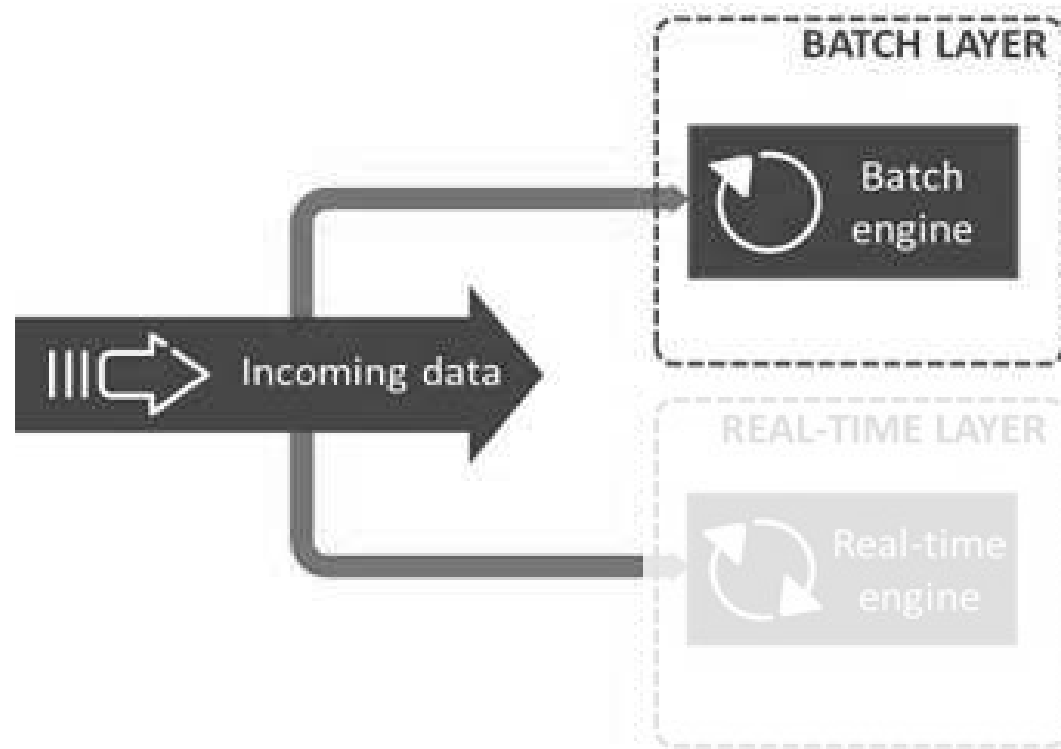 BATCH LAYER
Batch
engine
Incoming data
REAL-TIME LAYER
Real-time
engine